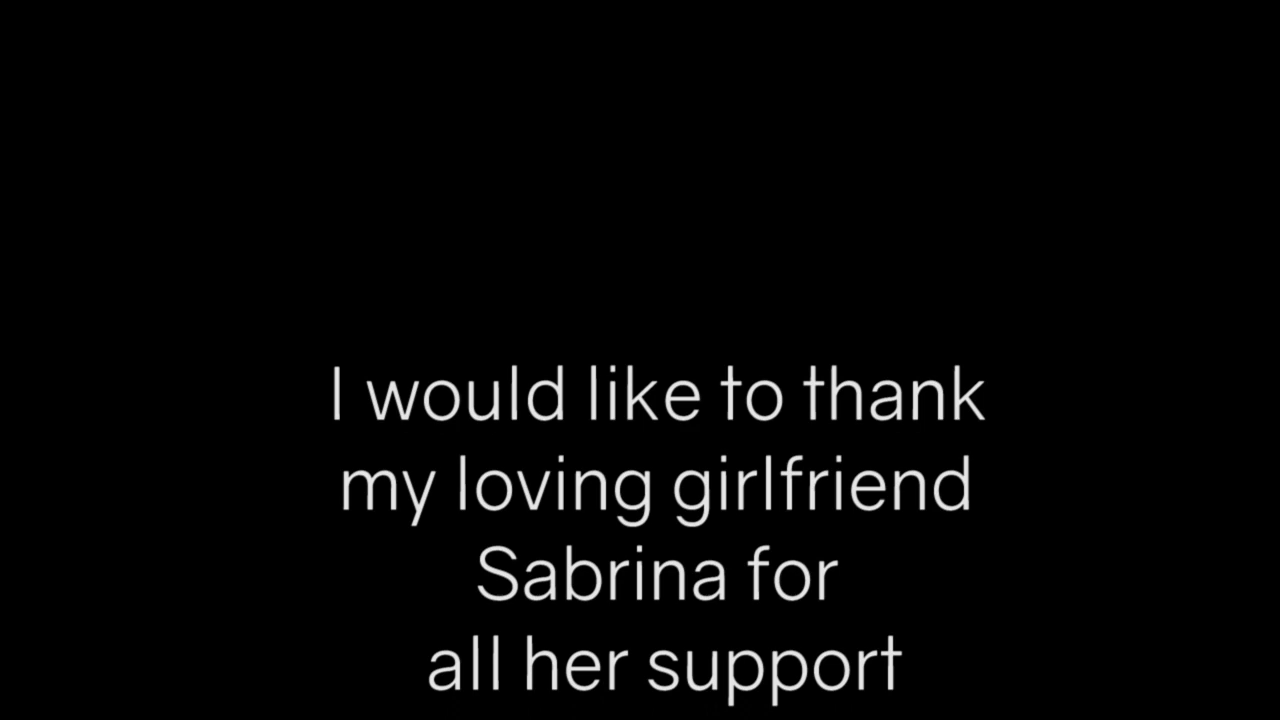 I would like to thank
my loving girlfriend
Sabrina for
all her support